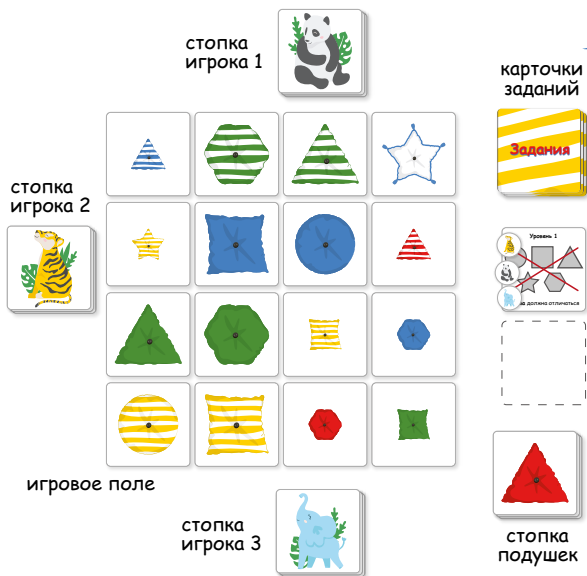 стопка
игрока 1
карточки
заданий
Задания
стопка
игрока 2
Уровень 1
должна отличаться
игровое поле
стопка
игрока 3
стопка
подушек